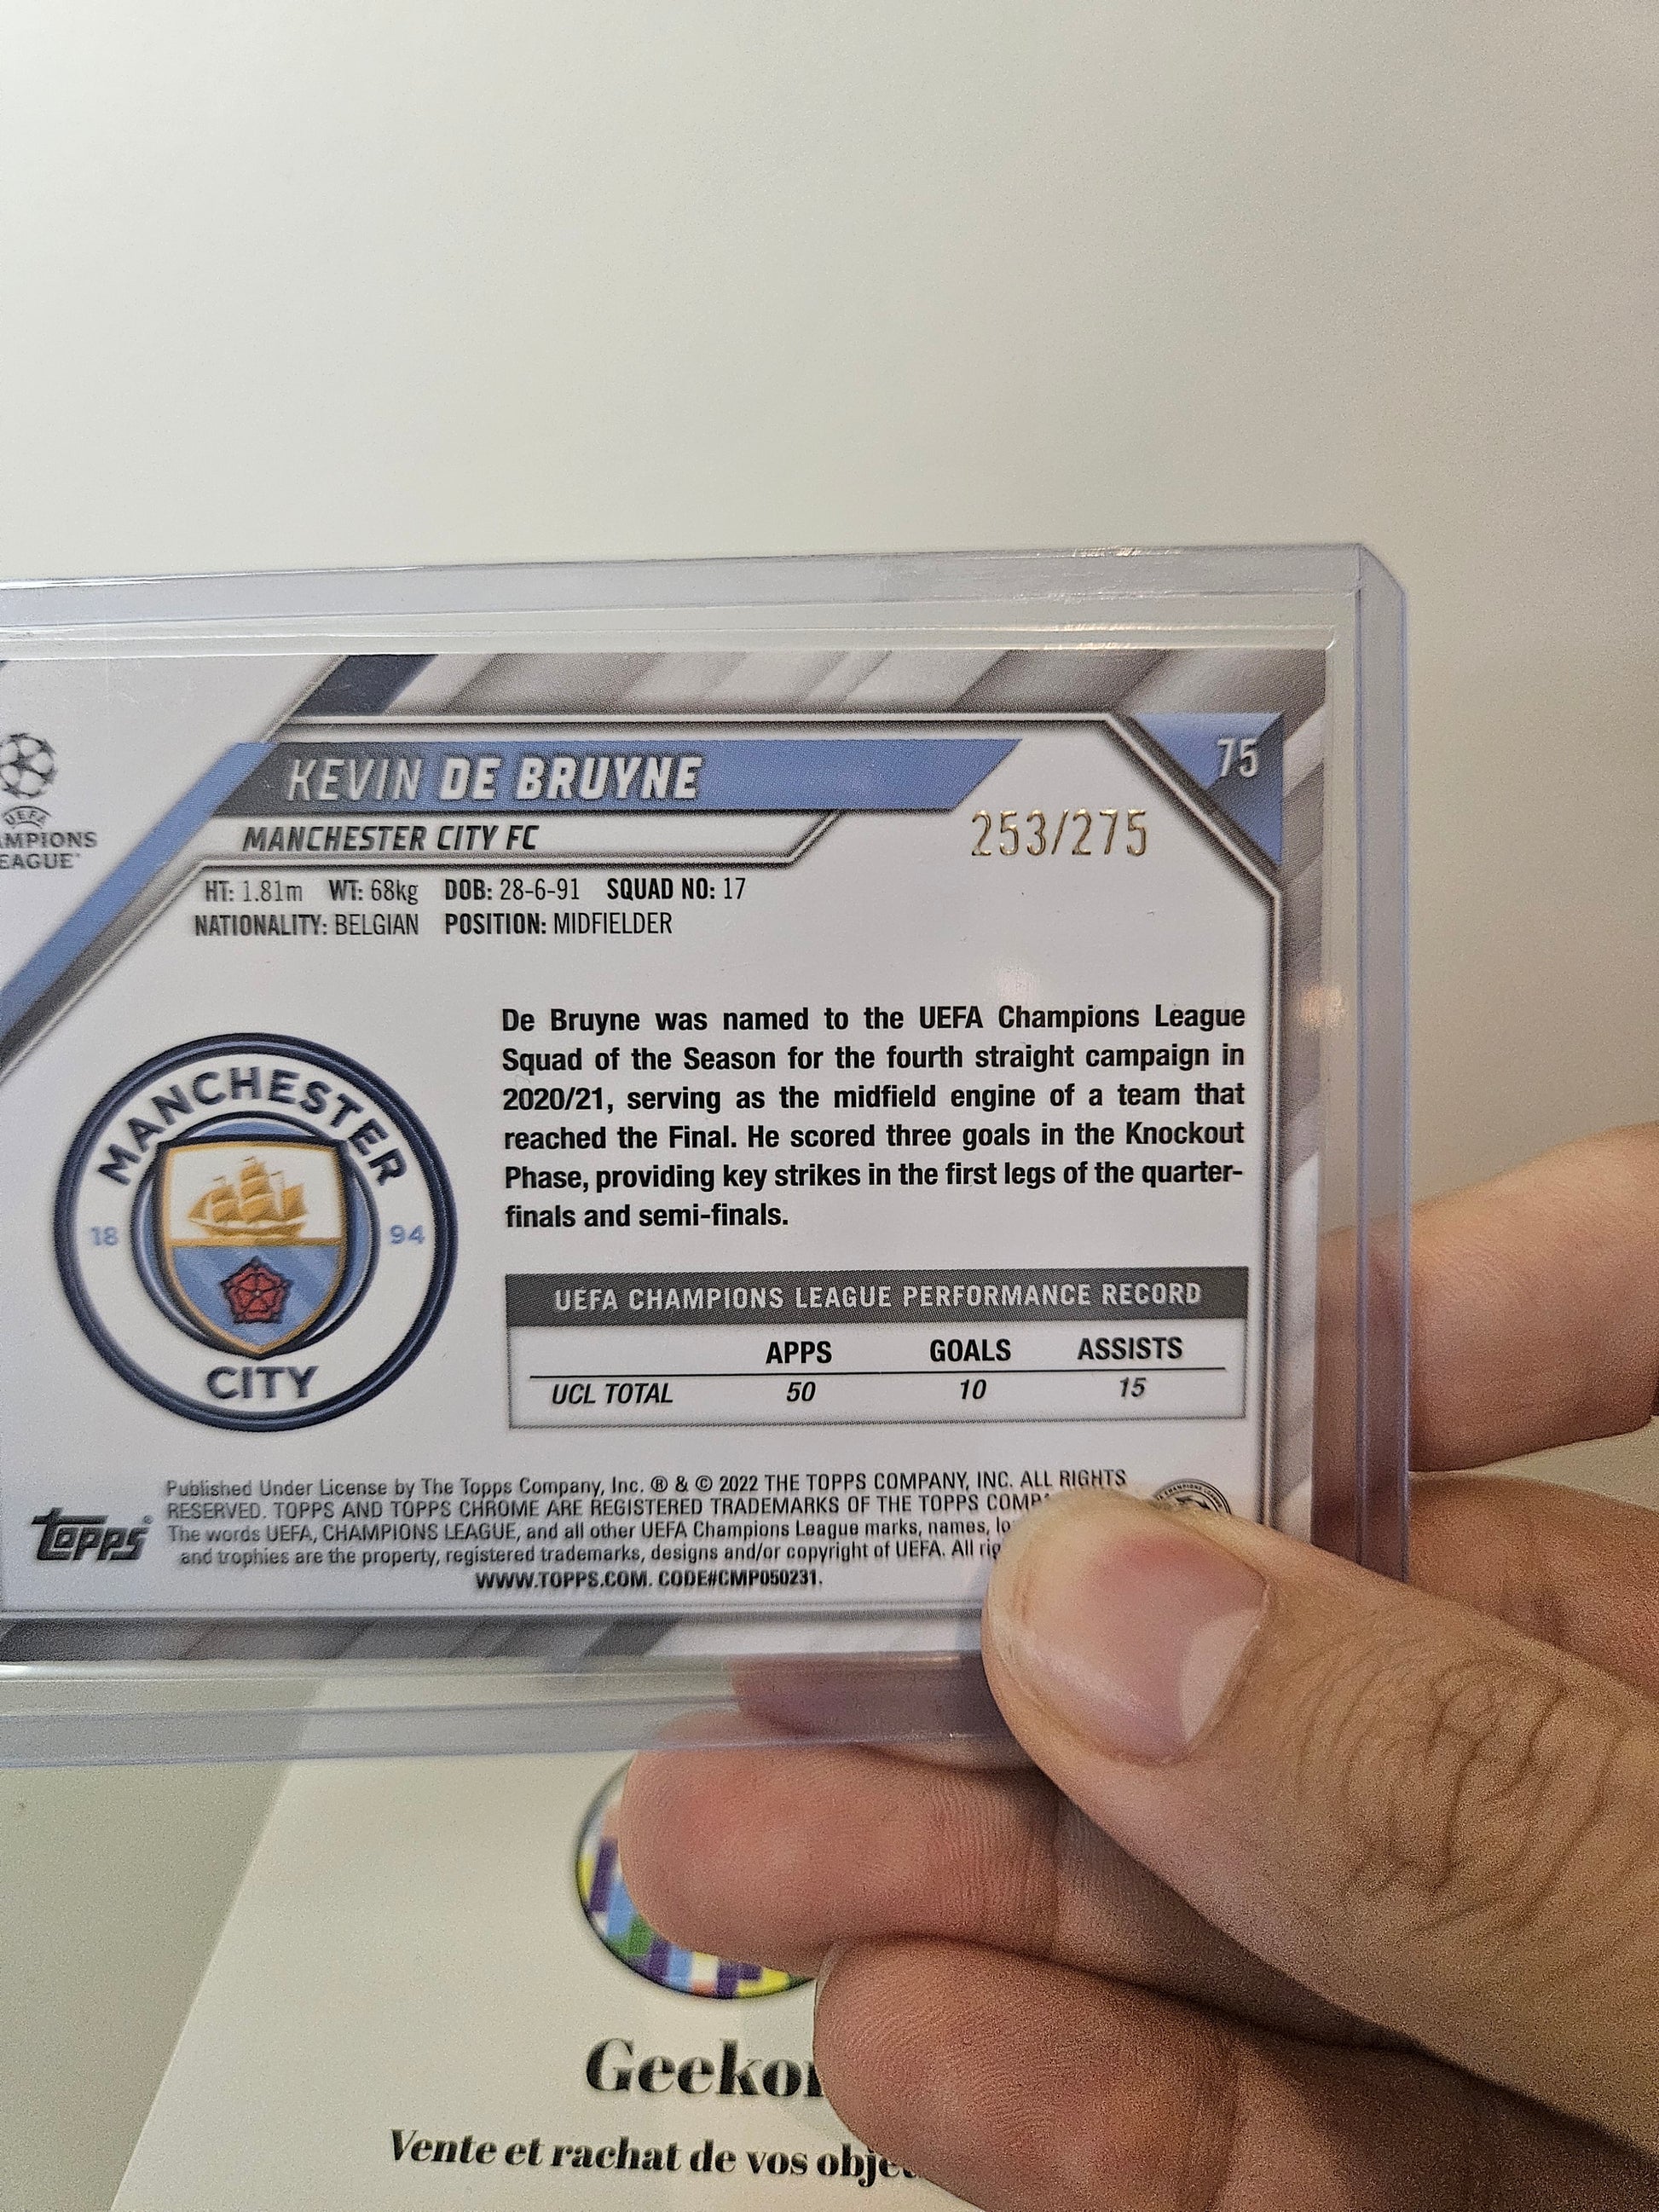 KEVIN DE BRUYNE
75
253/275
MANCHESTER CITY FC
UEFA
HT: 1.81m WT: 68kg DOB: 28-6-91 SQUAD NO: 17
NATIONALITY: BELGIAN POSITION: MIDFIELDER
De Bruyne was named to the UEFA Champions League
Squad of the Season for the fourth straight campaign in
2020/21, serving as the midfield engine of a team that
reached the Final. He scored three goals in the Knockout
Phase, providing key strikes in the first legs of the quarter-
finals and semi-finals.
MANCHESTER
18 94
CITY
UEFA CHAMPIONS LEAGUE PERFORMANCE RECORD
APPS GOALS ASSISTS
UCL TOTAL 50 10 15
topps®
Published Under License by The Topps Company, Inc. ® & © 2022 THE TOPPS COMPANY, INC. ALL RIGHTS
RESERVED. TOPPS AND TOPPS CHROME ARE REGISTERED TRADEMARKS OF THE TOPPS
The words UEFA, CHAMPIONS LEAGUE, and all other UEFA Champions League marks, names,
and trophies are the property, registered trademarks, designs and/or copyright of UEFA. All
WWW.TOPPS.COM. CODE#CMP050231.
Vente et rachat de vos